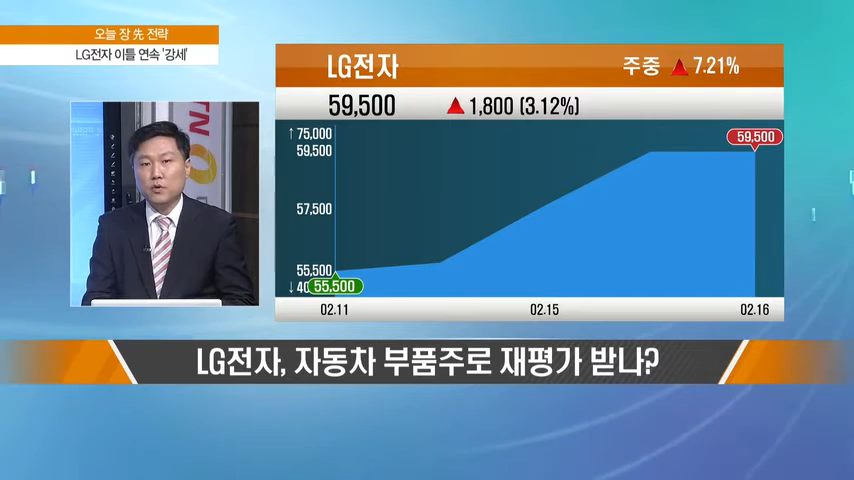 오늘 장 先 전략
LG전자 이틀 연속 '강세'
TN
LG전자 주중 ▲ 7.21%
59,500 ▲ 1,800 (3.12%)
↑ 75,000
59,500
59,500
57,500
55,500
↓ 40
55,500
02.11 02.15 02.16
LG전자, 자동차 부품주로 재평가 받나?